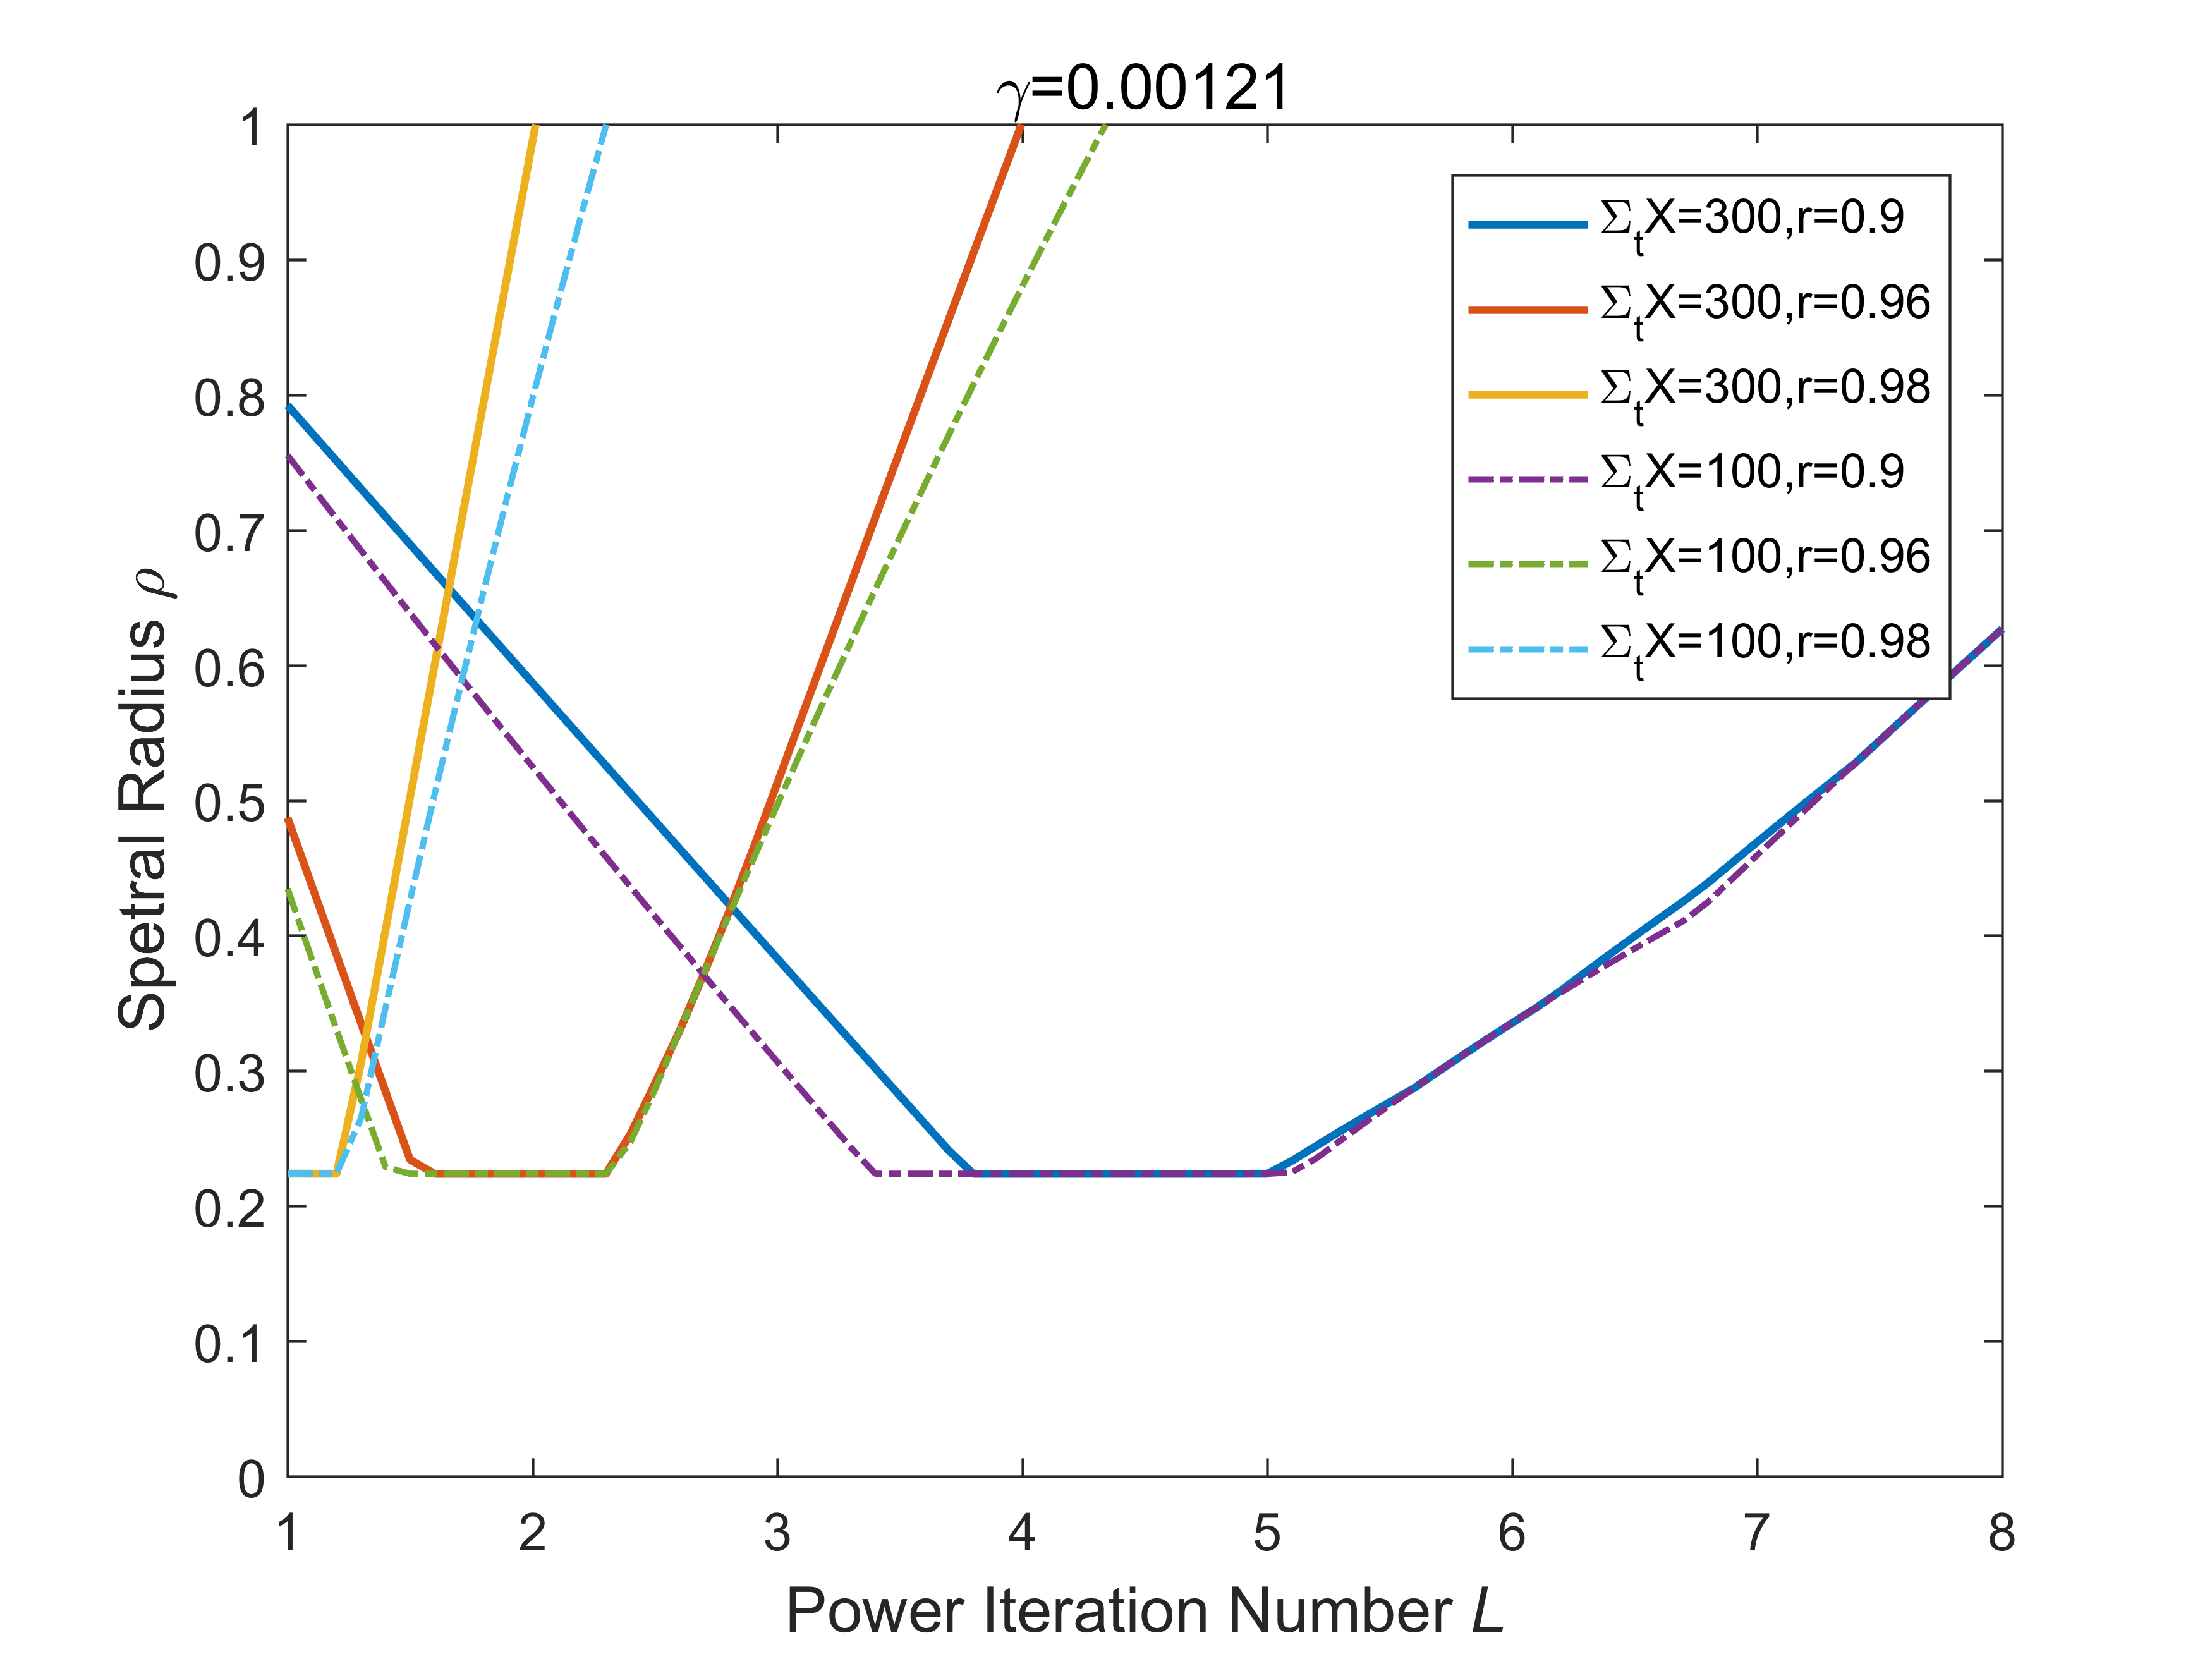 γ=0.00121
1
0.9
0.8
0.7
0.6
0.5
0.4
0.3
0.2
0.1
0
Spetral Radius ρ
ΣtX=300,r=0.9
ΣtX=300,r=0.96
ΣtX=300,r=0.98
ΣtX=100,r=0.9
ΣtX=100,r=0.96
ΣtX=100,r=0.98
1 2 3 4 5 6 7 8
Power Iteration Number L